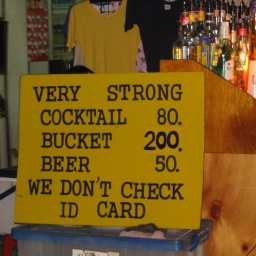 VERY STRONG
COCKTAIL 80.
BUCKET 200.
BEER 50.
WE DON'T CHECK
ID CARD